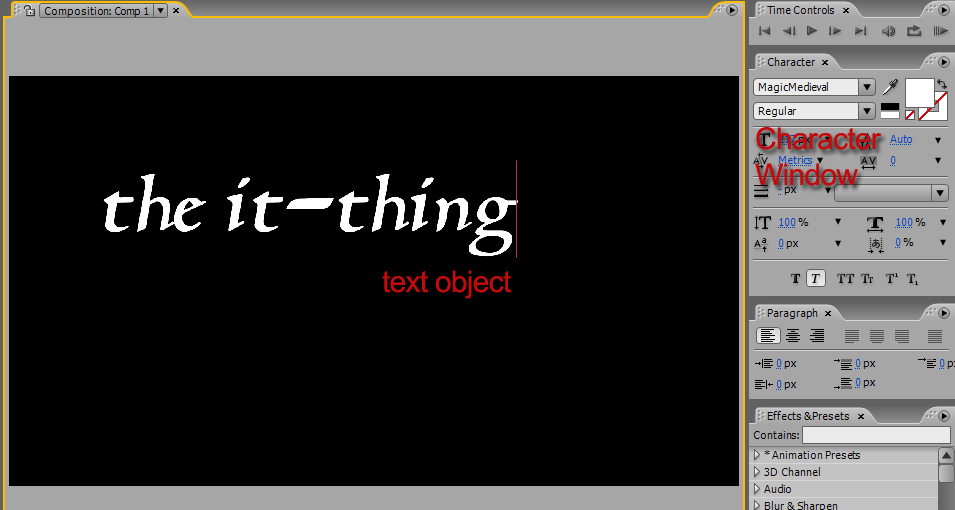 Composition: Comp 1
the it-thing
text object
Time Controls
Character
MagicMedieval
Regular
px
Auto
Character
Metrics
0
Window
- px
100 %
100 %
0 px
0 %
T T TT Tr T¹ T₁
Paragraph
0 px
0 px
0 px
0 px
0 px
Effects &Presets
Contains:
* Animation Presets
3D Channel
Audio
Blur & Sharpen